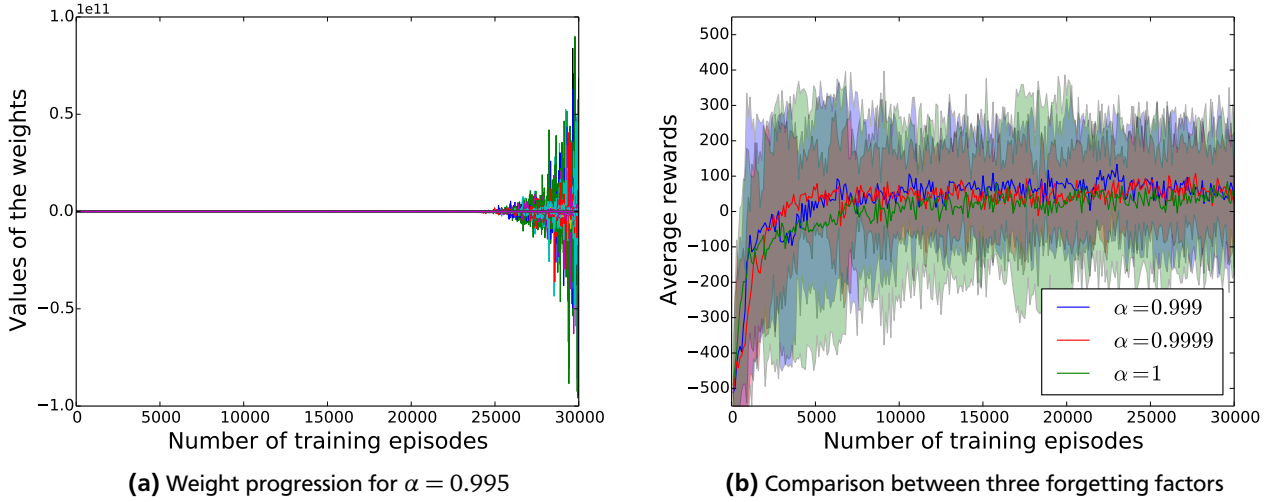 1.0 1e11
0.5
0.0
−0.5
−1.0
Values of the weights
0 5000 10000 15000 20000 25000 30000
Number of training episodes
(a) Weight progression for α = 0.995
500
400
300
200
100
0
−100
−200
−300
−400
−500
Average rewards
α=0.999
α=0.9999
α=1
0 5000 10000 15000 20000 25000 30000
Number of training episodes
(b) Comparison between three forgetting factors